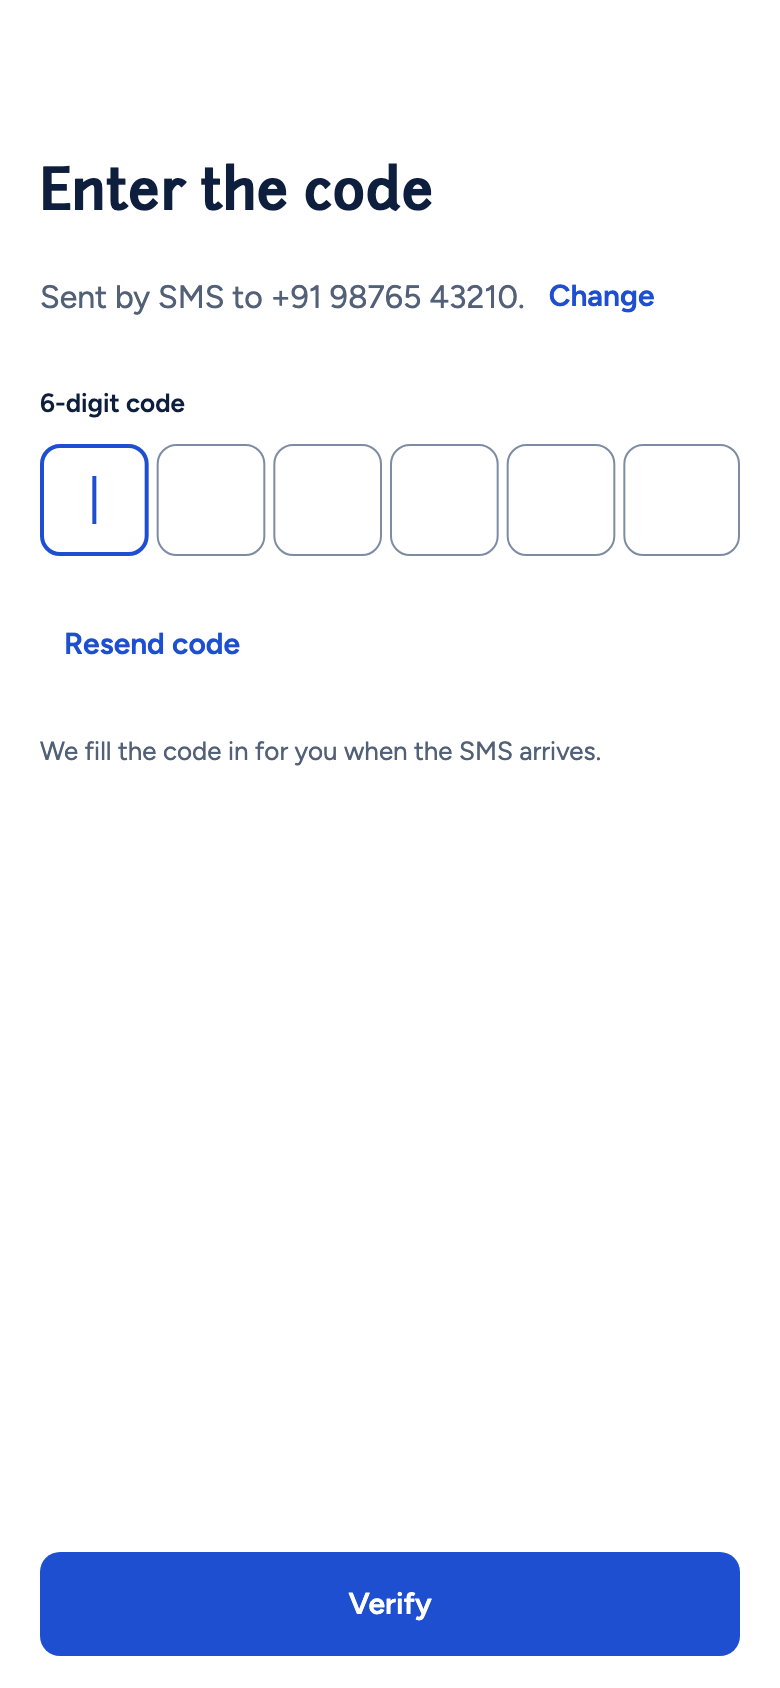 Enter the code
Sent by SMS to +91 98765 43210. Change
6-digit code
Resend code
We fill the code in for you when the SMS arrives.
Verify